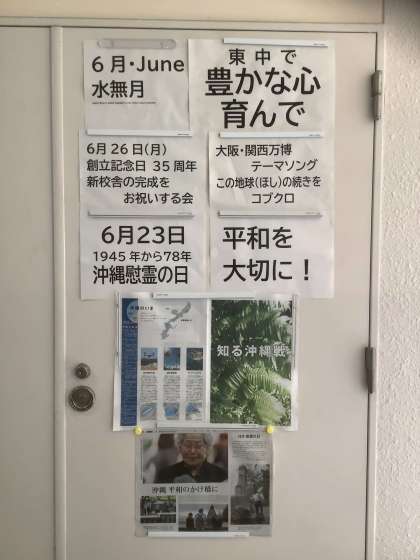 6月・June
水無月
東中で
豊かな心
育んで
6月26日(月)
創立記念日 35周年
新校舎の完成を
お祝いする会
大阪・関西万博
テーマソング
この地球(ほし)の続きを
コブクロ
6月23日
1945年から78年
沖縄慰霊の日
平和を
大切に!
知る沖縄戦
沖縄 平和のかけ橋に